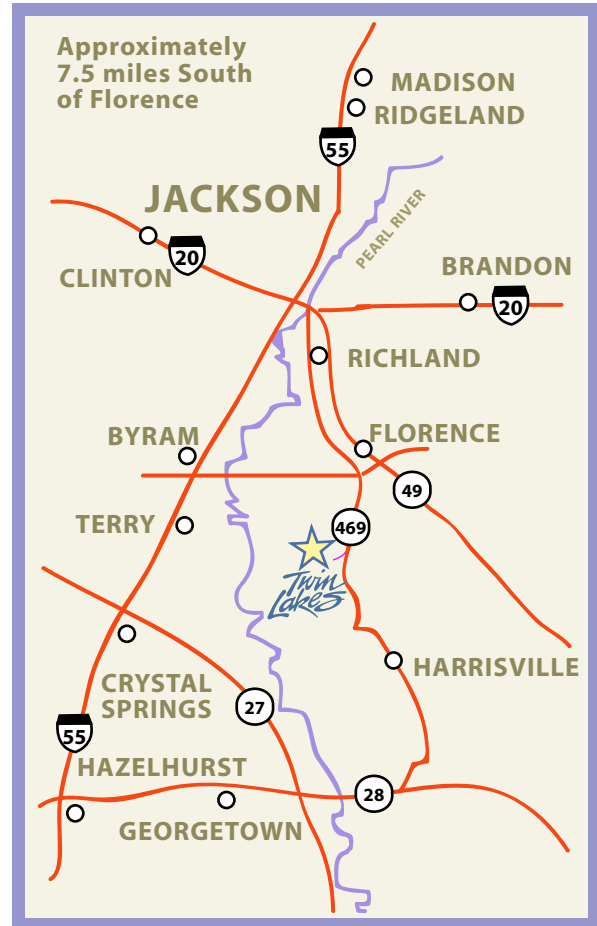 Approximately
7.5 miles South
of Florence
MADISON
RIDGELAND
55
JACKSON
PEARL RIVER
20
CLINTON
BRANDON
20
RICHLAND
BYRAM
FLORENCE
49
TERRY
469
Twin
Lakes
HARRISVILLE
CRYSTAL
SPRINGS
27
55
HAZELHURST
28
GEORGETOWN